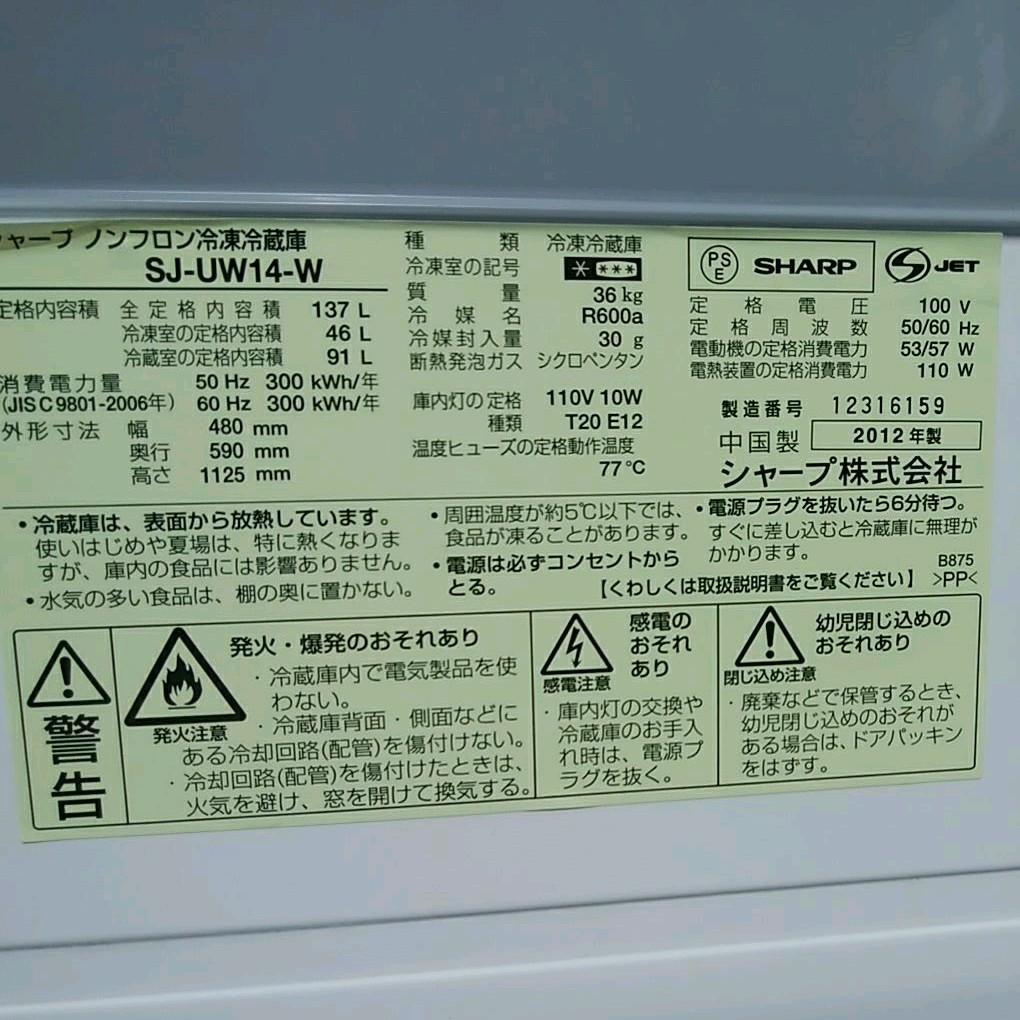 シャープ ノンフロン冷凍冷蔵庫
SJ-UW14-W
定格内容積 全定格内容積 137 L
冷凍室の定格内容積 46 L
冷蔵室の定格内容積 91 L
消費電力量 50 Hz 300 kWh/年
(JIS C 9801-2006年) 60 Hz 300 kWh/年
外形寸法 幅 480 mm
奥行 590 mm
高さ 1125 mm
種類 冷凍冷蔵庫
冷凍室の記号 * ***
質量 36 kg
冷媒名 R600a
冷媒封入量 30 g
断熱発泡ガス シクロペンタン
庫内灯の定格 110V 10W
種類 T20 E12
温度ヒューズの定格動作温度
77℃
PS
E
SHARP
S JET
定格電圧 100 V
定格周波数 50/60 Hz
電動機の定格消費電力 53/57 W
電熱装置の定格消費電力 110 W
製造番号 12316159
中国製 2012年製
シャープ株式会社
・冷蔵庫は、表面から放熱しています。
使いはじめや夏場は、特に熱くなりま
すが、庫内の食品には影響ありません。
・水気の多い食品は、棚の奥に置かない。
・周囲温度が約5℃以下では、
食品が凍ることがあります。
・電源は必ずコンセントから
とる。
・電源プラグを抜いたら6分待つ。
すぐに差し込むと冷蔵庫に無理が
かかります。
B875
【くわしくは取扱説明書をご覧ください】 >PP<
警告
発火注意
発火・爆発のおそれあり
・冷蔵庫内で電気製品を使
わない。
・冷蔵庫背面・側面などに
ある冷却回路(配管)を傷付けない。
・冷却回路(配管)を傷付けたときは、
火気を避け、窓を開けて換気する。
感電注意
感電の
おそれ
あり
・庫内灯の交換や
冷蔵庫のお手入
れ時は、電源プ
ラグを抜く。
閉じ込め注意
幼児閉じ込めの
おそれあり
・廃棄などで保管するとき、
幼児閉じ込めのおそれが
ある場合は、ドアパッキン
をはずす。